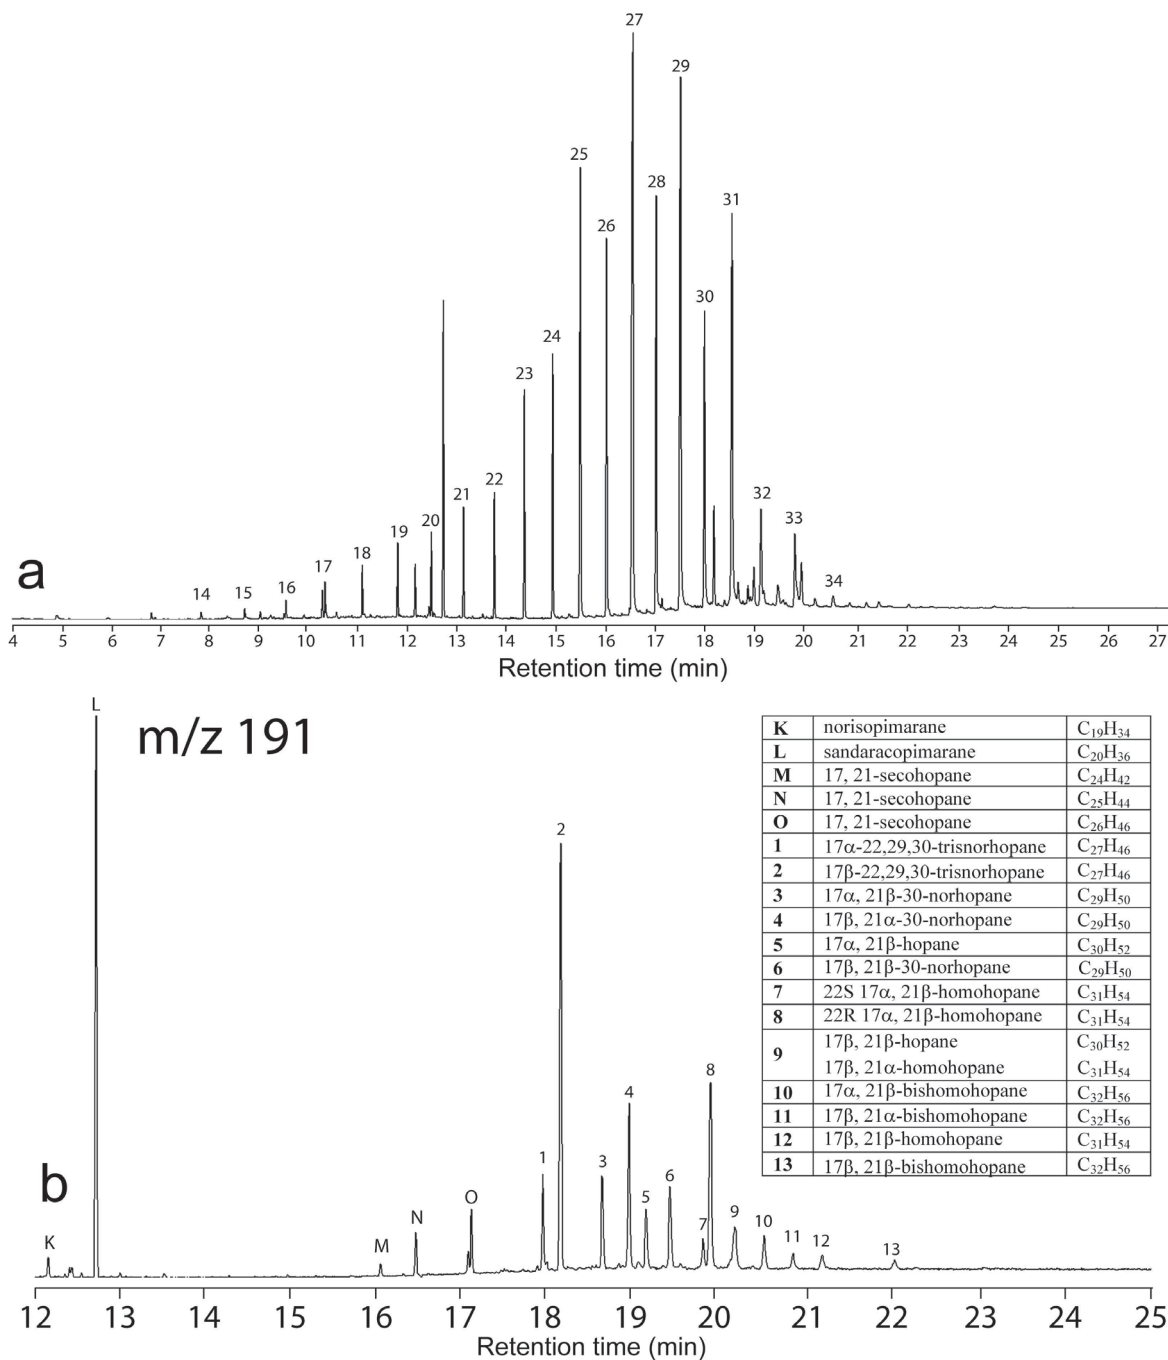 27
29
25
28
31
26
30
24
23
22
21
32
20
33
19
18
17
16
15
14
34
a
4 5 6 7 8 9 10 11 12 13 14 15 16 17 18 19 20 21 22 23 24 25 26 27
Retention time (min)
L
m/z 191
K norisopimarane C₁₉H₃₄
L sandaracopimarane C₂₀H₃₆
M 17, 21-secohopane C₂₄H₄₂
N 17, 21-secohopane C₂₅H₄₄
O 17, 21-secohopane C₂₆H₄₆
1 17α-22,29,30-trisnorhopane C₂₇H₄₆
2 17β-22,29,30-trisnorhopane C₂₇H₄₆
3 17α, 21β-30-norhopane C₂₉H₅₀
4 17β, 21α-30-norhopane C₂₉H₅₀
5 17α, 21β-hopane C₃₀H₅₂
6 17β, 21β-30-norhopane C₂₉H₅₀
7 22S 17α, 21β-homohopane C₃₁H₅₄
8 22R 17α, 21β-homohopane C₃₁H₅₄
9 17β, 21β-hopane C₃₀H₅₂
17β, 21α-homohopane C₃₁H₅₄
10 17α, 21β-bishomohopane C₃₂H₅₆
11 17β, 21α-bishomohopane C₃₂H₅₆
12 17β, 21β-homohopane C₃₁H₅₄
13 17β, 21β-bishomohopane C₃₂H₅₆
2
8
4
1
3
6
5
O
N
7
9
10
b
K
M
11
12
13
12 13 14 15 16 17 18 19 20 21 22 23 24 25
Retention time (min)